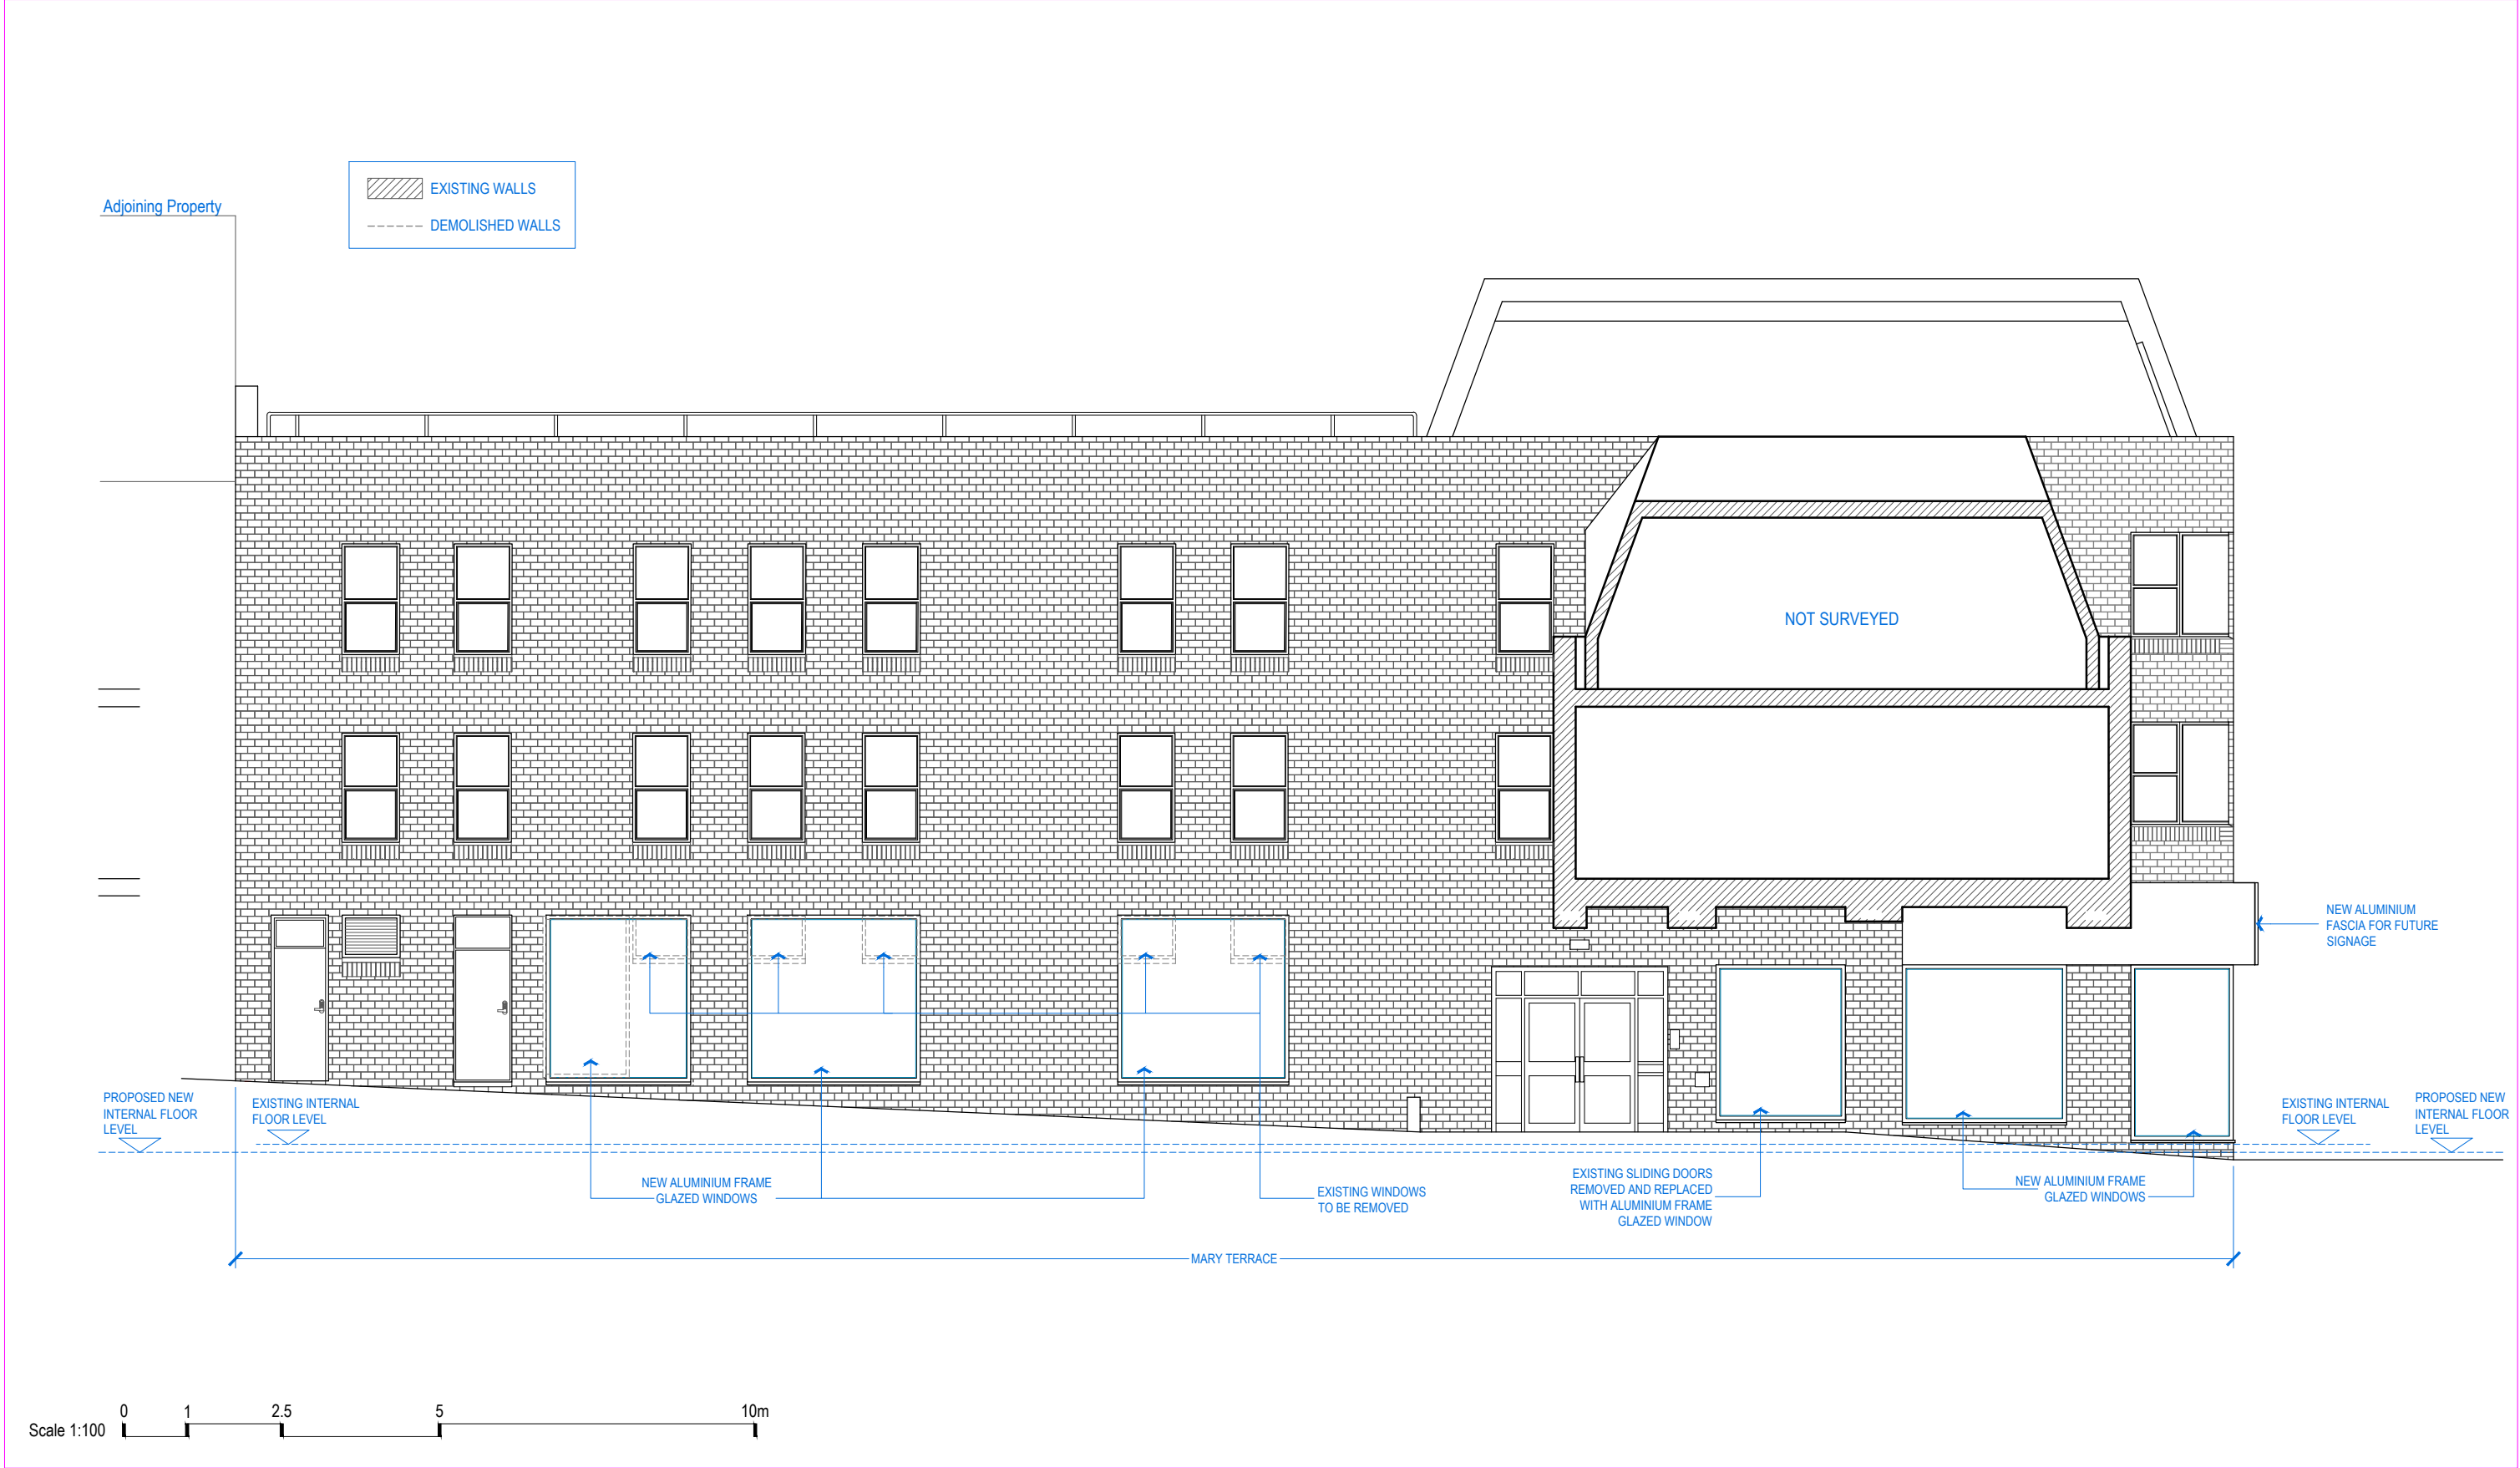 EXISTING WALLS
Adjoining Property
DEMOLISHED WALLS
NOT SURVEYED
NEW ALUMINIUM
FASCIA FOR FUTURE
SIGNAGE
PROPOSED NEW
INTERNAL FLOOR
LEVEL
EXISTING INTERNAL
FLOOR LEVEL
EXISTING INTERNAL
FLOOR LEVEL
PROPOSED NEW
INTERNAL FLOOR
LEVEL
NEW ALUMINIUM FRAME
GLAZED WINDOWS
EXISTING WINDOWS
TO BE REMOVED
EXISTING SLIDING DOORS
REMOVED AND REPLACED
WITH ALUMINIUM FRAME
GLAZED WINDOW
NEW ALUMINIUM FRAME
GLAZED WINDOWS
MARY TERRACE
0 1 2.5 5 10m
Scale 1:100